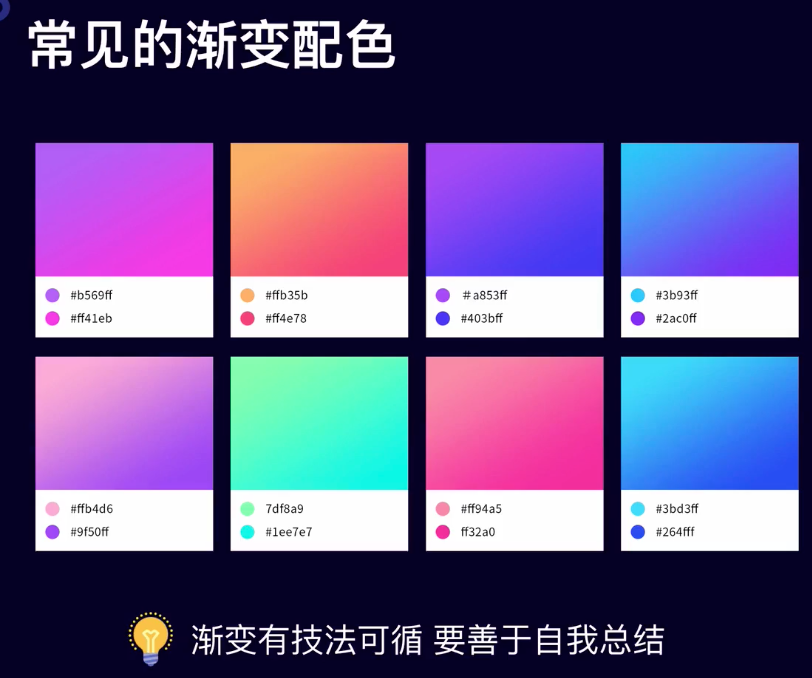 常见的渐变配色
#b569ff
#ff41eb
#ffb35b
#ff4e78
＃a853ff
#403bff
#3b93ff
#2ac0ff
#ffb4d6
#9f50ff
7df8a9
#1ee7e7
#ff94a5
ff32a0
#3bd3ff
#264fff
渐变有技法可循 要善于自我总结